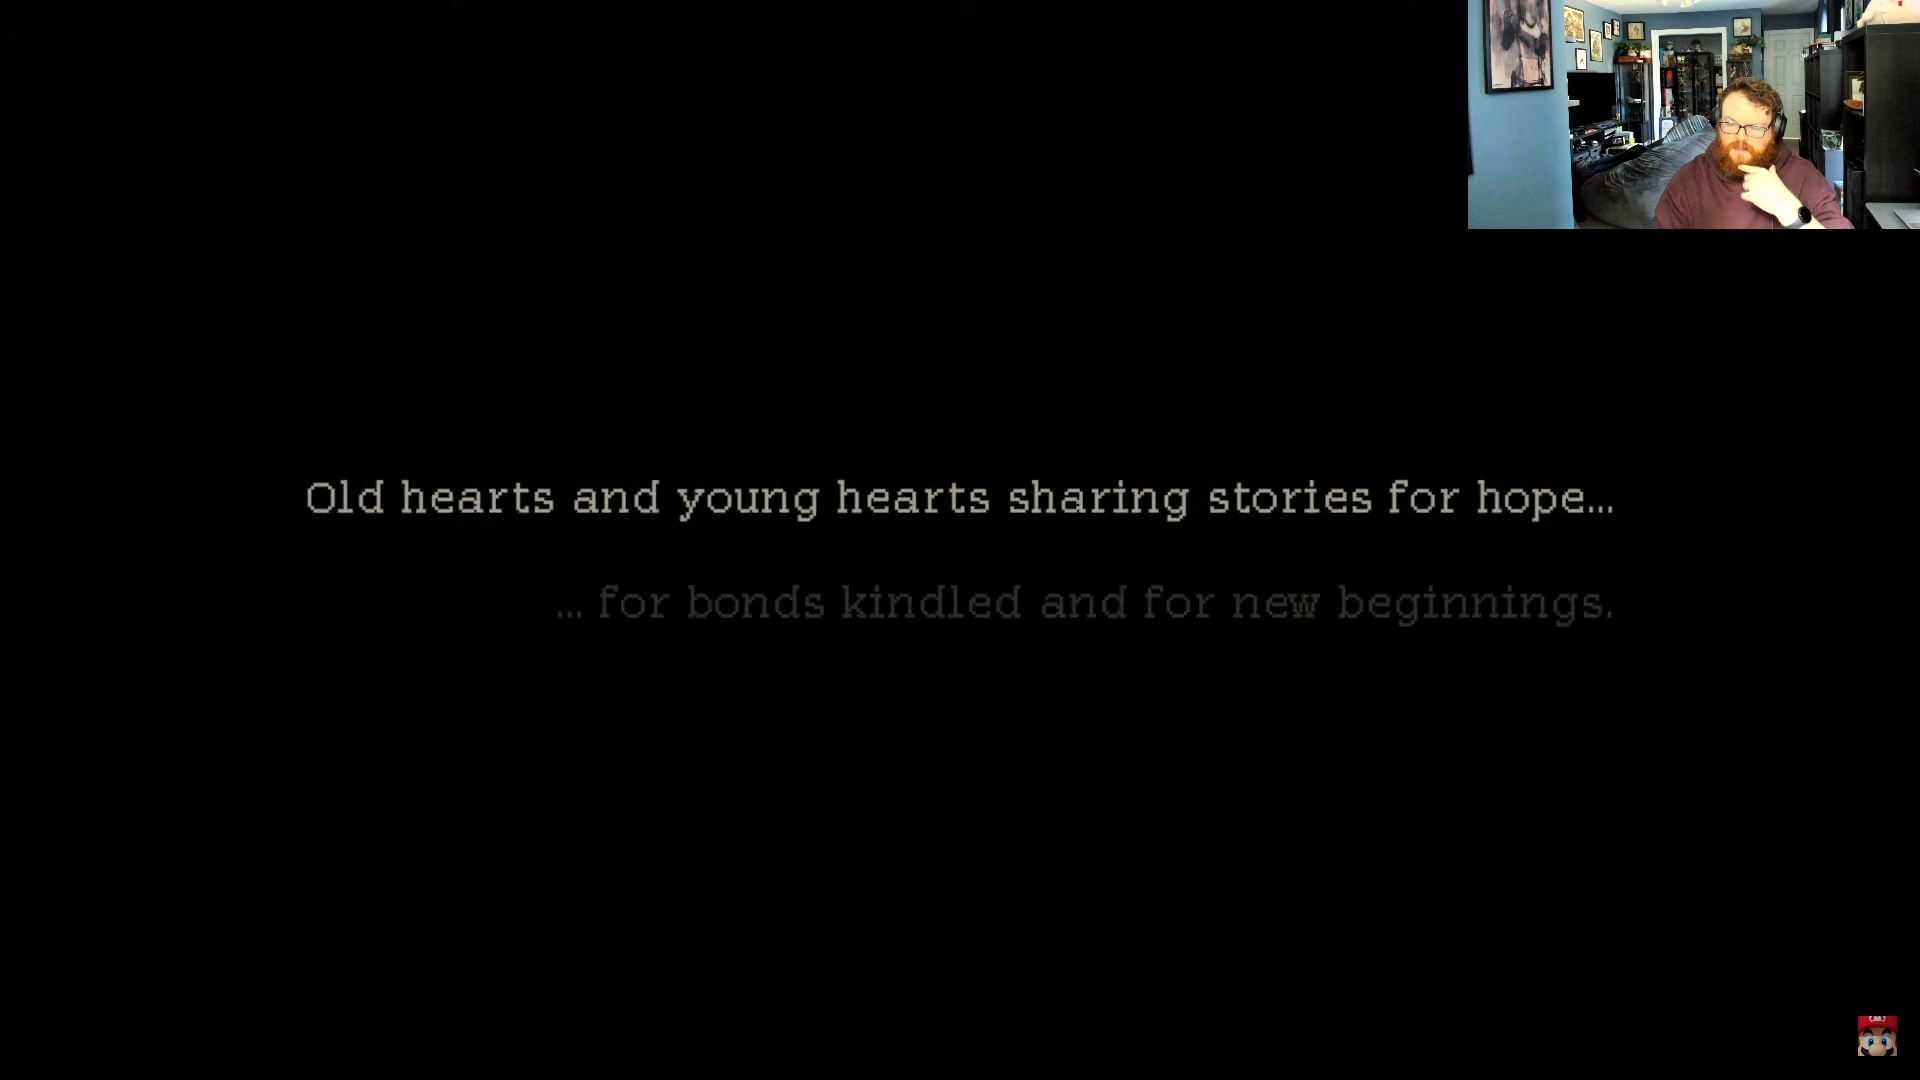 Old hearts and young hearts sharing stories for hope...
... for bonds kindled and for new beginnings.